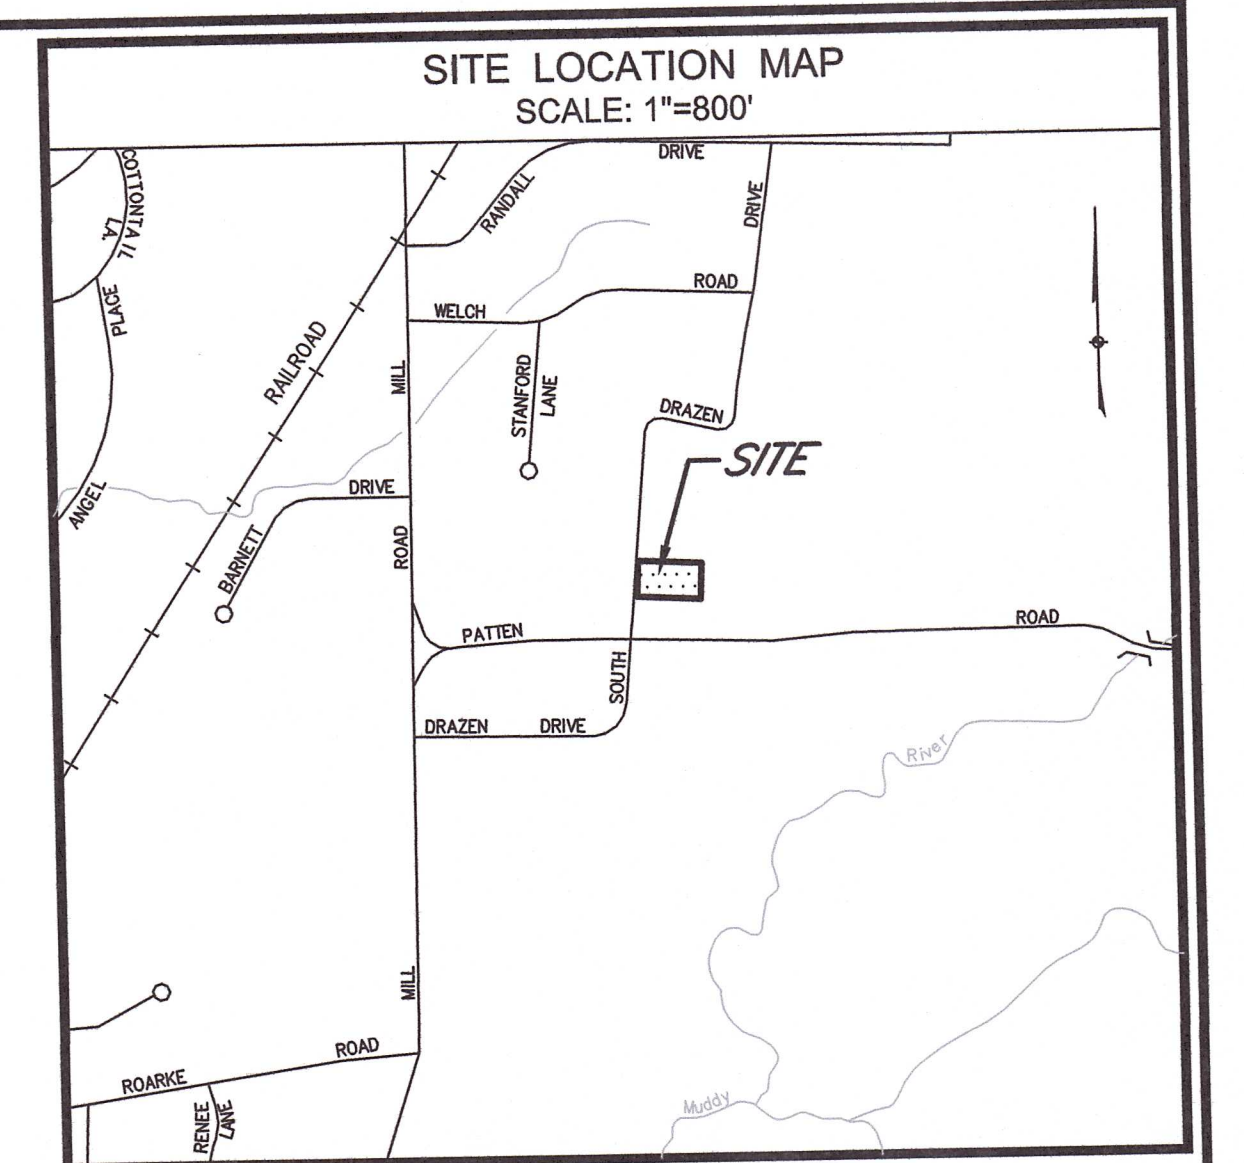 SITE LOCATION MAP
SCALE: 1"=800'
COTTONTAIL
LA.
PLACE
ANGEL
RAILROAD
RANDALL
DRIVE
DRIVE
WELCH
ROAD
MILL
STANFORD
LANE
DRAZEN
SITE
DRIVE
BARNETT
ROAD
PATTEN
ROAD
SOUTH
DRAZEN
DRIVE
River
MILL
ROARKE
ROAD
RENEE
LANE
Muddy